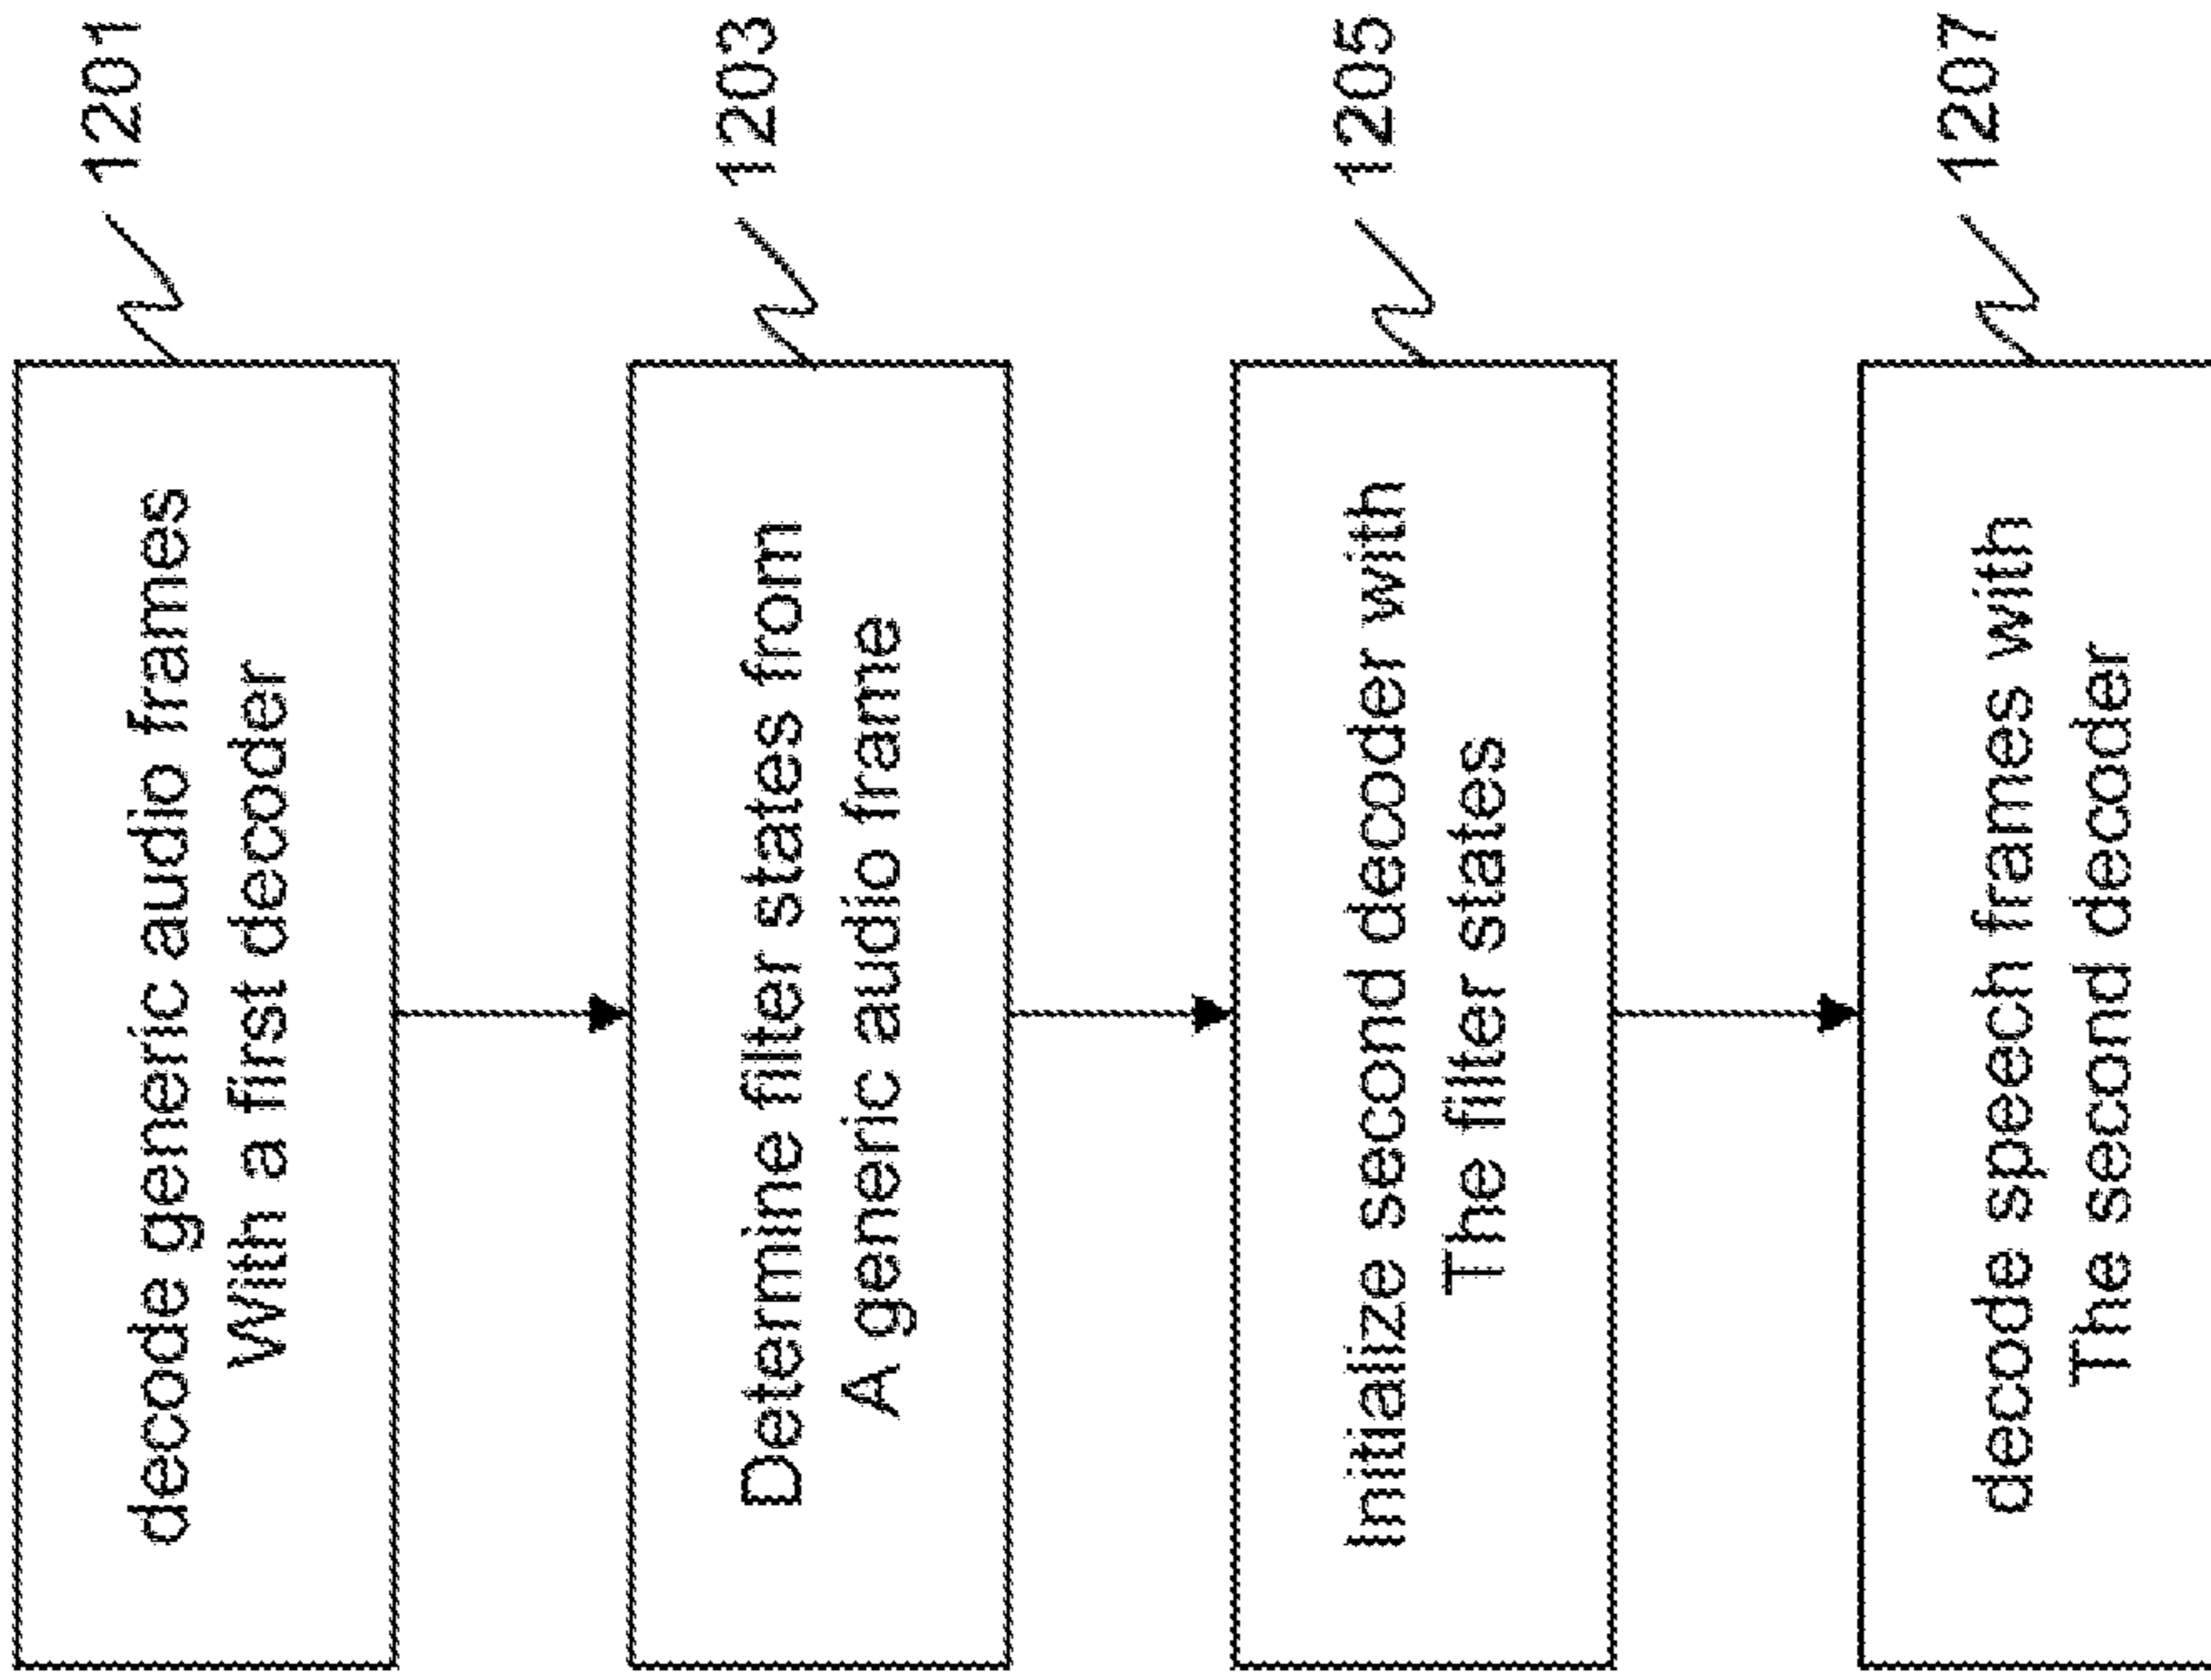 decode generic audio frames
With a first decoder
1201
Determine filter states from
A generic audio frame
1203
Initialize second decoder with
The filter states
1205
decode speech frames with
The second decoder
1207